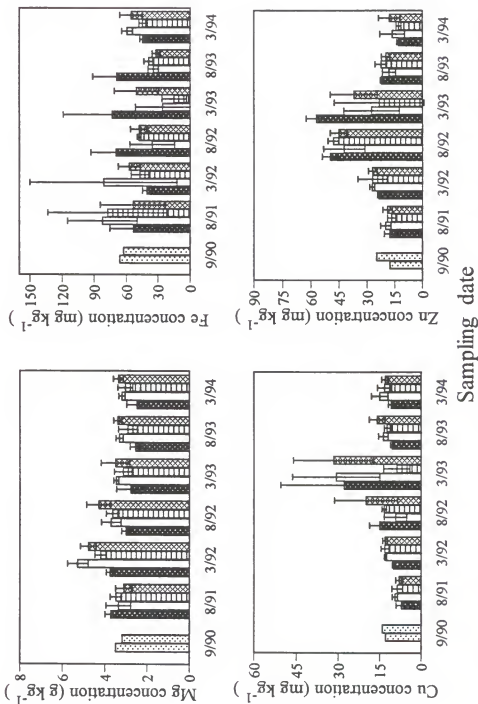 Mg concentration (g kg⁻¹)
8
6
4
2
0
9/90 8/91 3/92 8/92 3/93 8/93 3/94
Fe concentration (mg kg⁻¹)
150
120
90
60
30
0
9/90 8/91 3/92 8/92 3/93 8/93 3/94
Cu concentration (mg kg⁻¹)
60
45
30
15
0
9/90 8/91 3/92 8/92 3/93 8/93 3/94
Zn concentration (mg kg⁻¹)
90
75
60
45
30
15
0
9/90 8/91 3/92 8/92 3/93 8/93 3/94
Sampling date